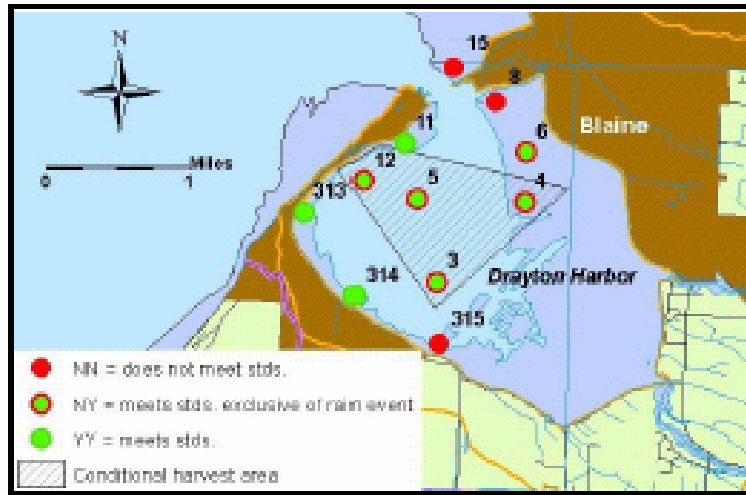 N
15
8
Blaine
11
6
Miles
12
0
1
5
4
313
3
Drayton Harbor
314
315
NN = does not meet stds.
NY = meets stds. exclusive of rain event
YY = meets stds.
Conditional harvest area